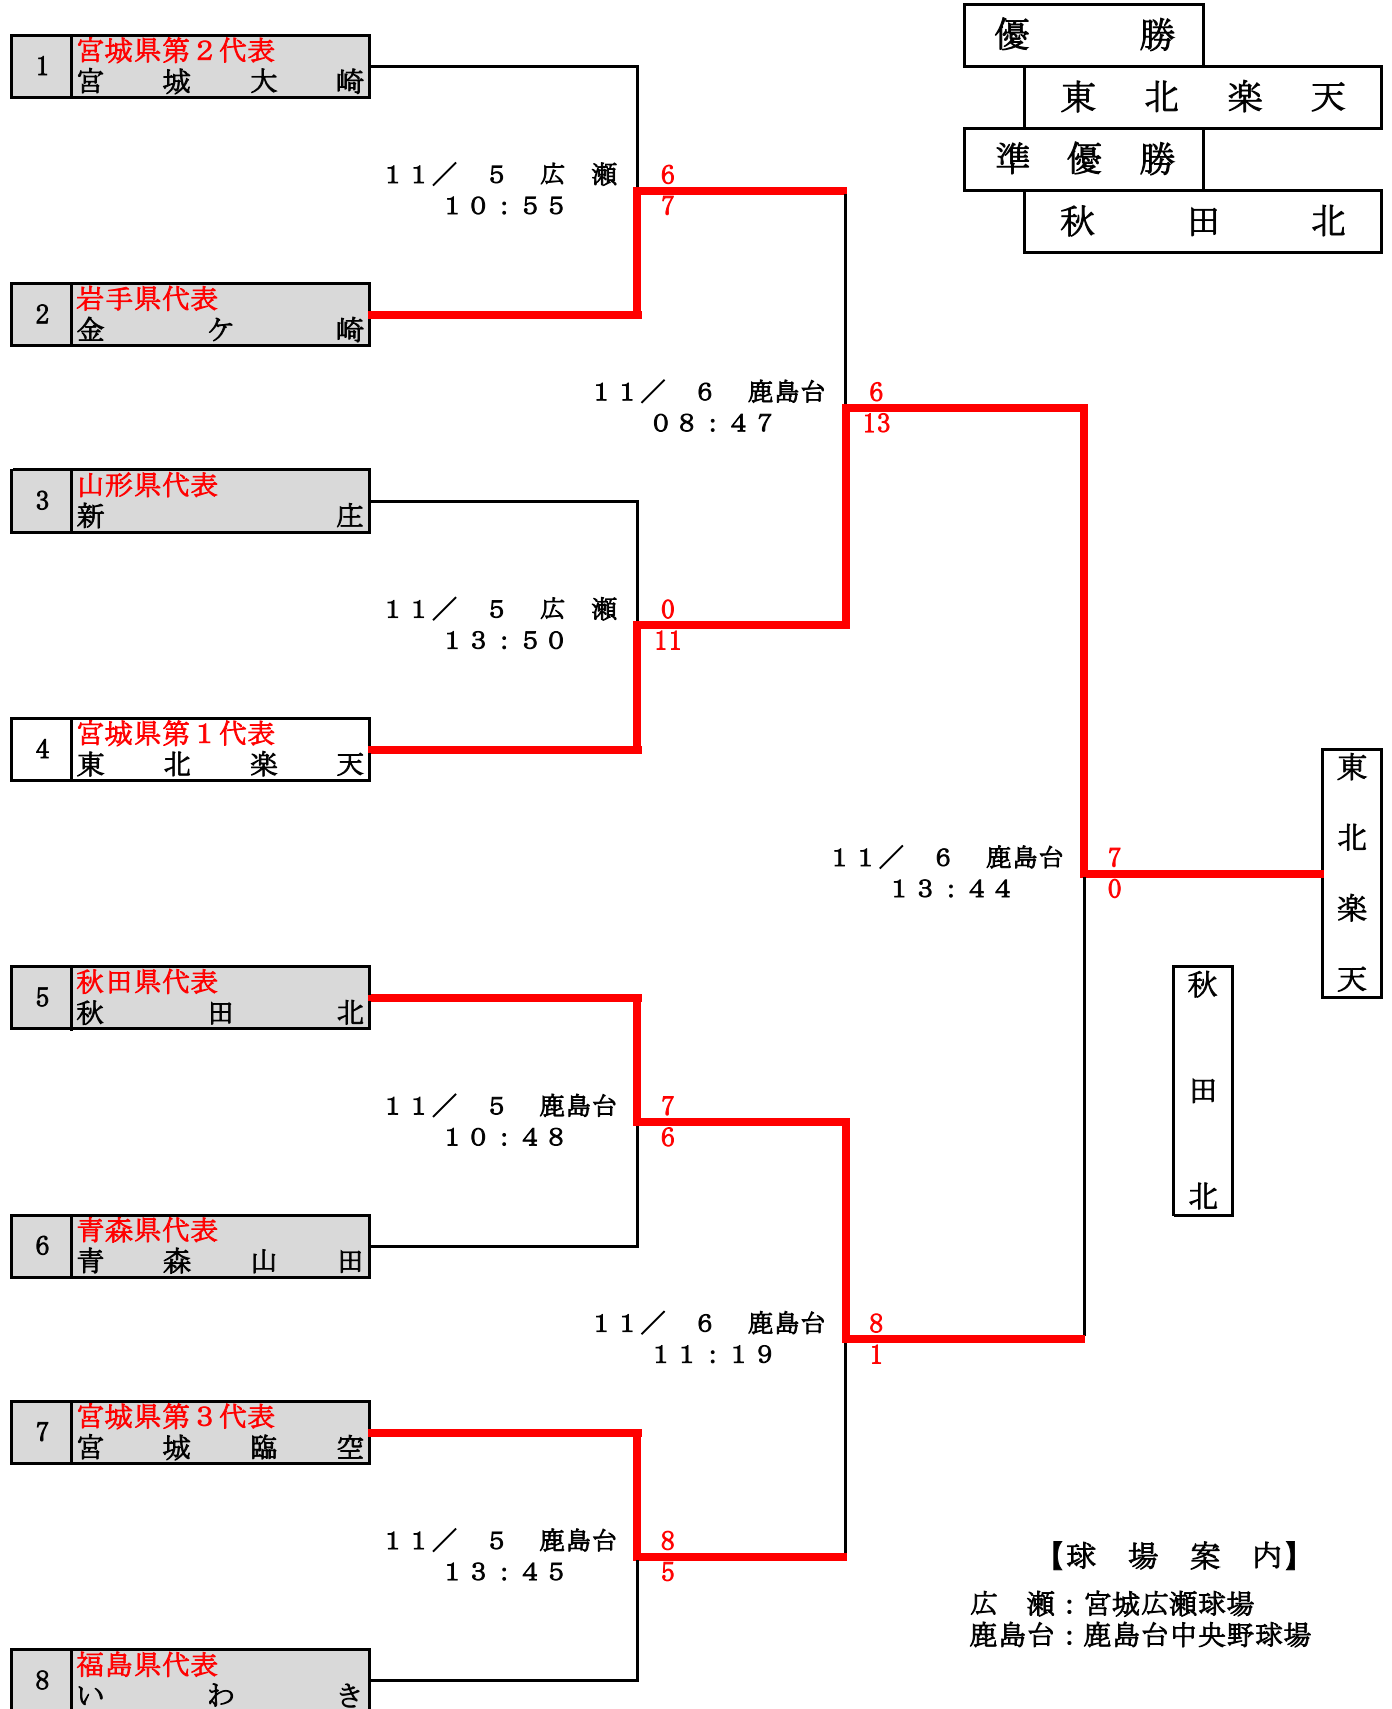 優　勝
東　北　楽　天
準　優　勝
秋　田　北
1
宮城県第２代表
宮　城　大　崎
１１／　５　広　瀬
１０：５５
6
7
2
岩手県代表
金　ケ　崎
１１／　６　鹿島台
０８：４７
6
13
3
山形県代表
新　庄
１１／　５　広　瀬
１３：５０
0
11
4
宮城県第１代表
東　北　楽　天
１１／　６　鹿島台
１３：４４
7
0
東　北　楽　天
秋　田　北
5
秋田県代表
秋　田　北
１１／　５　鹿島台
１０：４８
7
6
6
青森県代表
青　森　山　田
１１／　６　鹿島台
１１：１９
8
1
7
宮城県第３代表
宮　城　臨　空
１１／　５　鹿島台
１３：４５
8
5
8
福島県代表
い　わ　き
【球　場　案　内】
広　瀬：宮城広瀬球場
鹿島台：鹿島台中央野球場